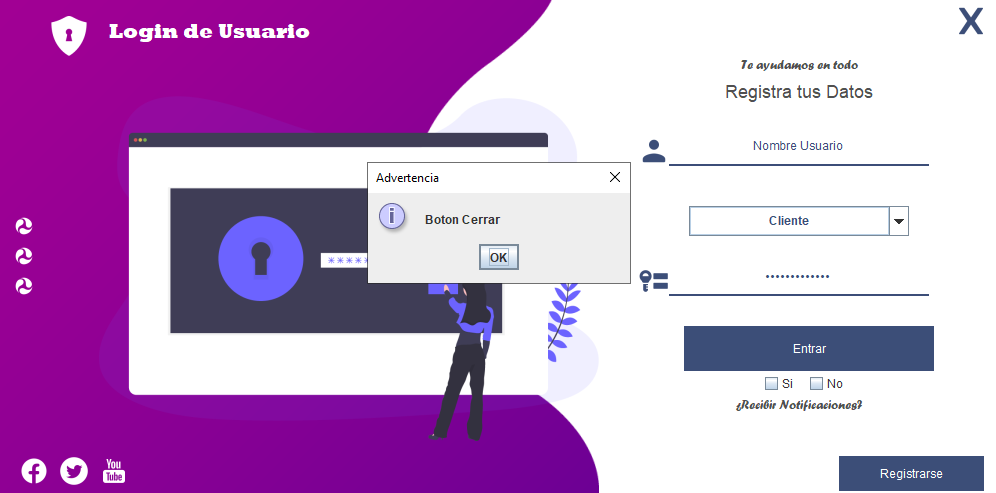 Login de Usuario
X
Te ayudamos en todo
Registra tus Datos
Nombre Usuario
Advertencia
Boton Cerrar
OK
Cliente
*****
•••••••••••••
Entrar
Si
No
¿Recibir Notificaciones?
You
Tube
Registrarse